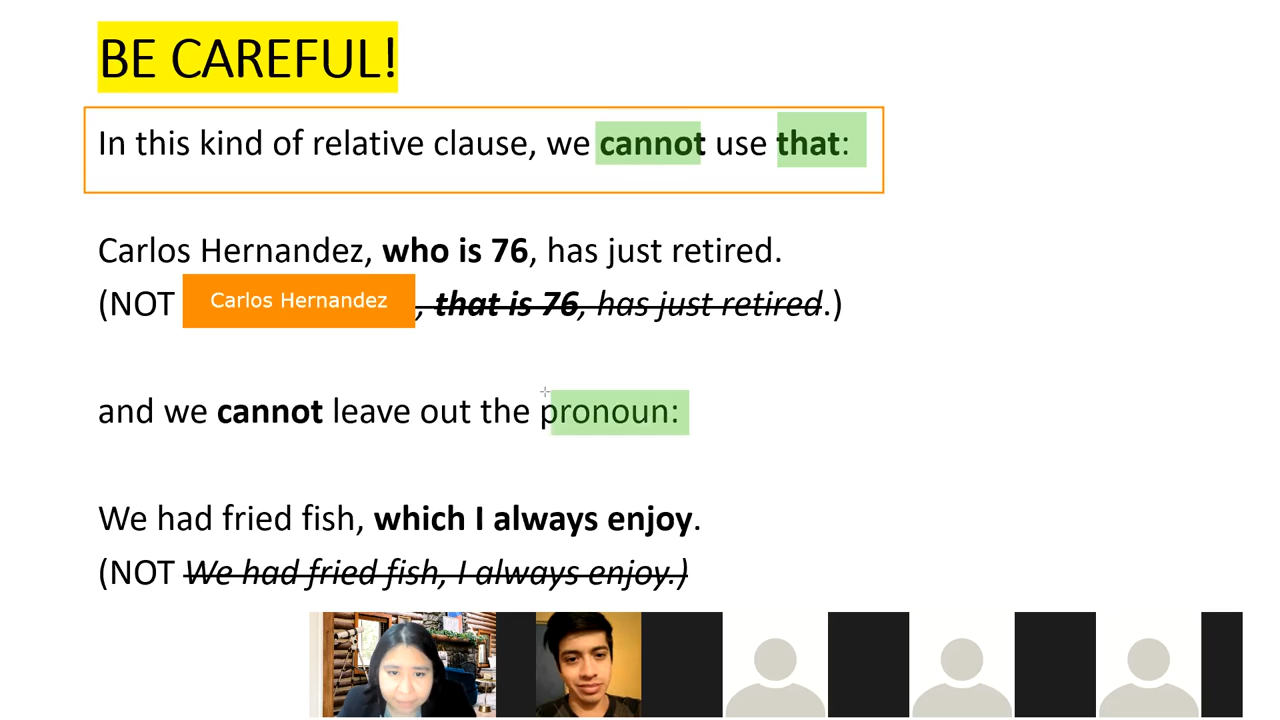 BE CAREFUL!
In this kind of relative clause, we cannot use that:
Carlos Hernandez, who is 76, has just retired.
(NOT Carlos Hernandez, that is 76, has just retired.)
and we cannot leave out the pronoun:
We had fried fish, which I always enjoy.
(NOT We had fried fish, I always enjoy.)